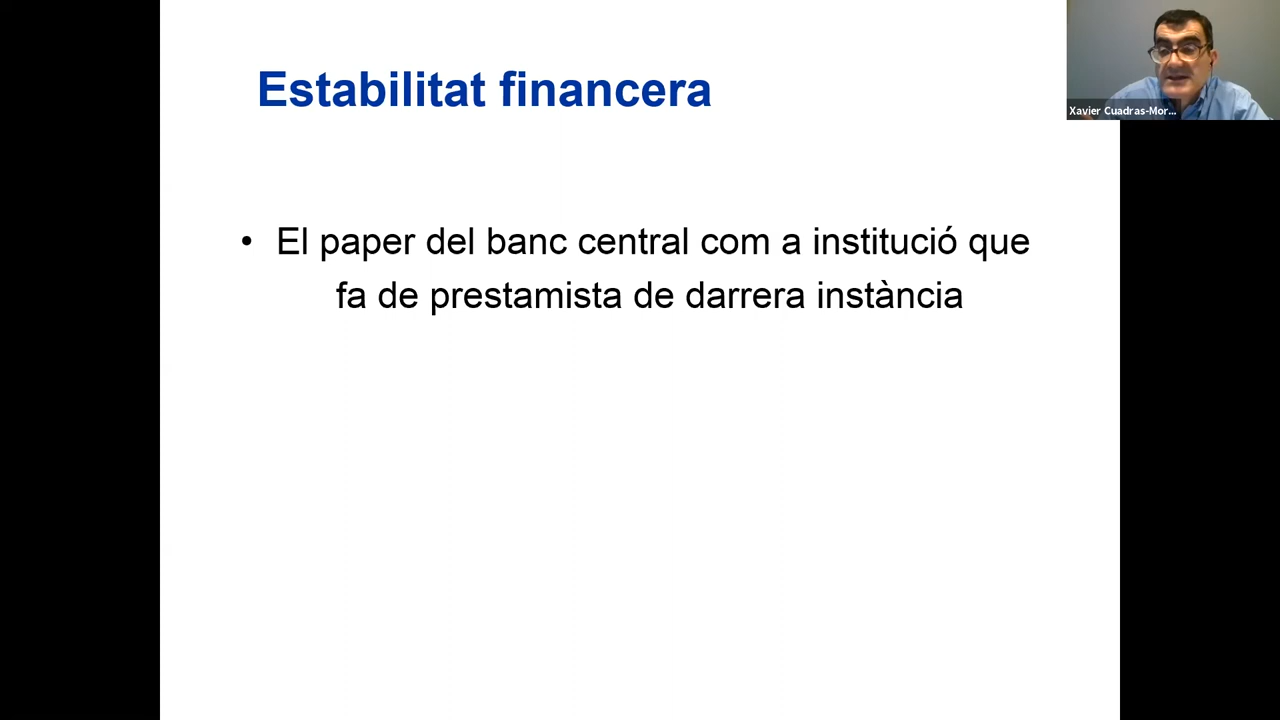 Estabilitat financera
Xavier Cuadras-Mor...
• El paper del banc central com a institució que
fa de prestamista de darrera instància